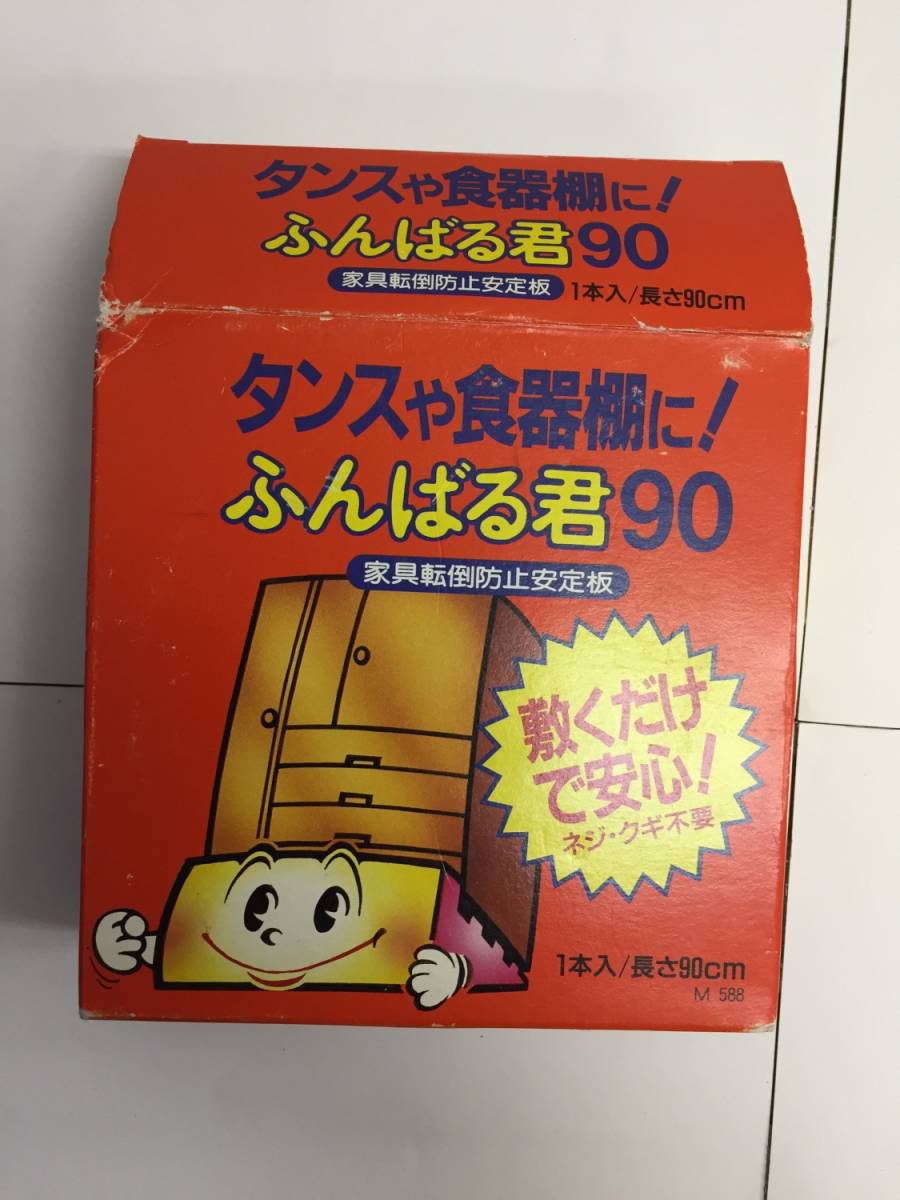 タンスや食器棚に!
ふんばる君90
家具転倒防止安定板 1本入/長さ90cm
タンスや食器棚に!
ふんばる君90
家具転倒防止安定板
敷くだけ
で安心!
ネジ・クギ不要
1本入/長さ90cm
M 588